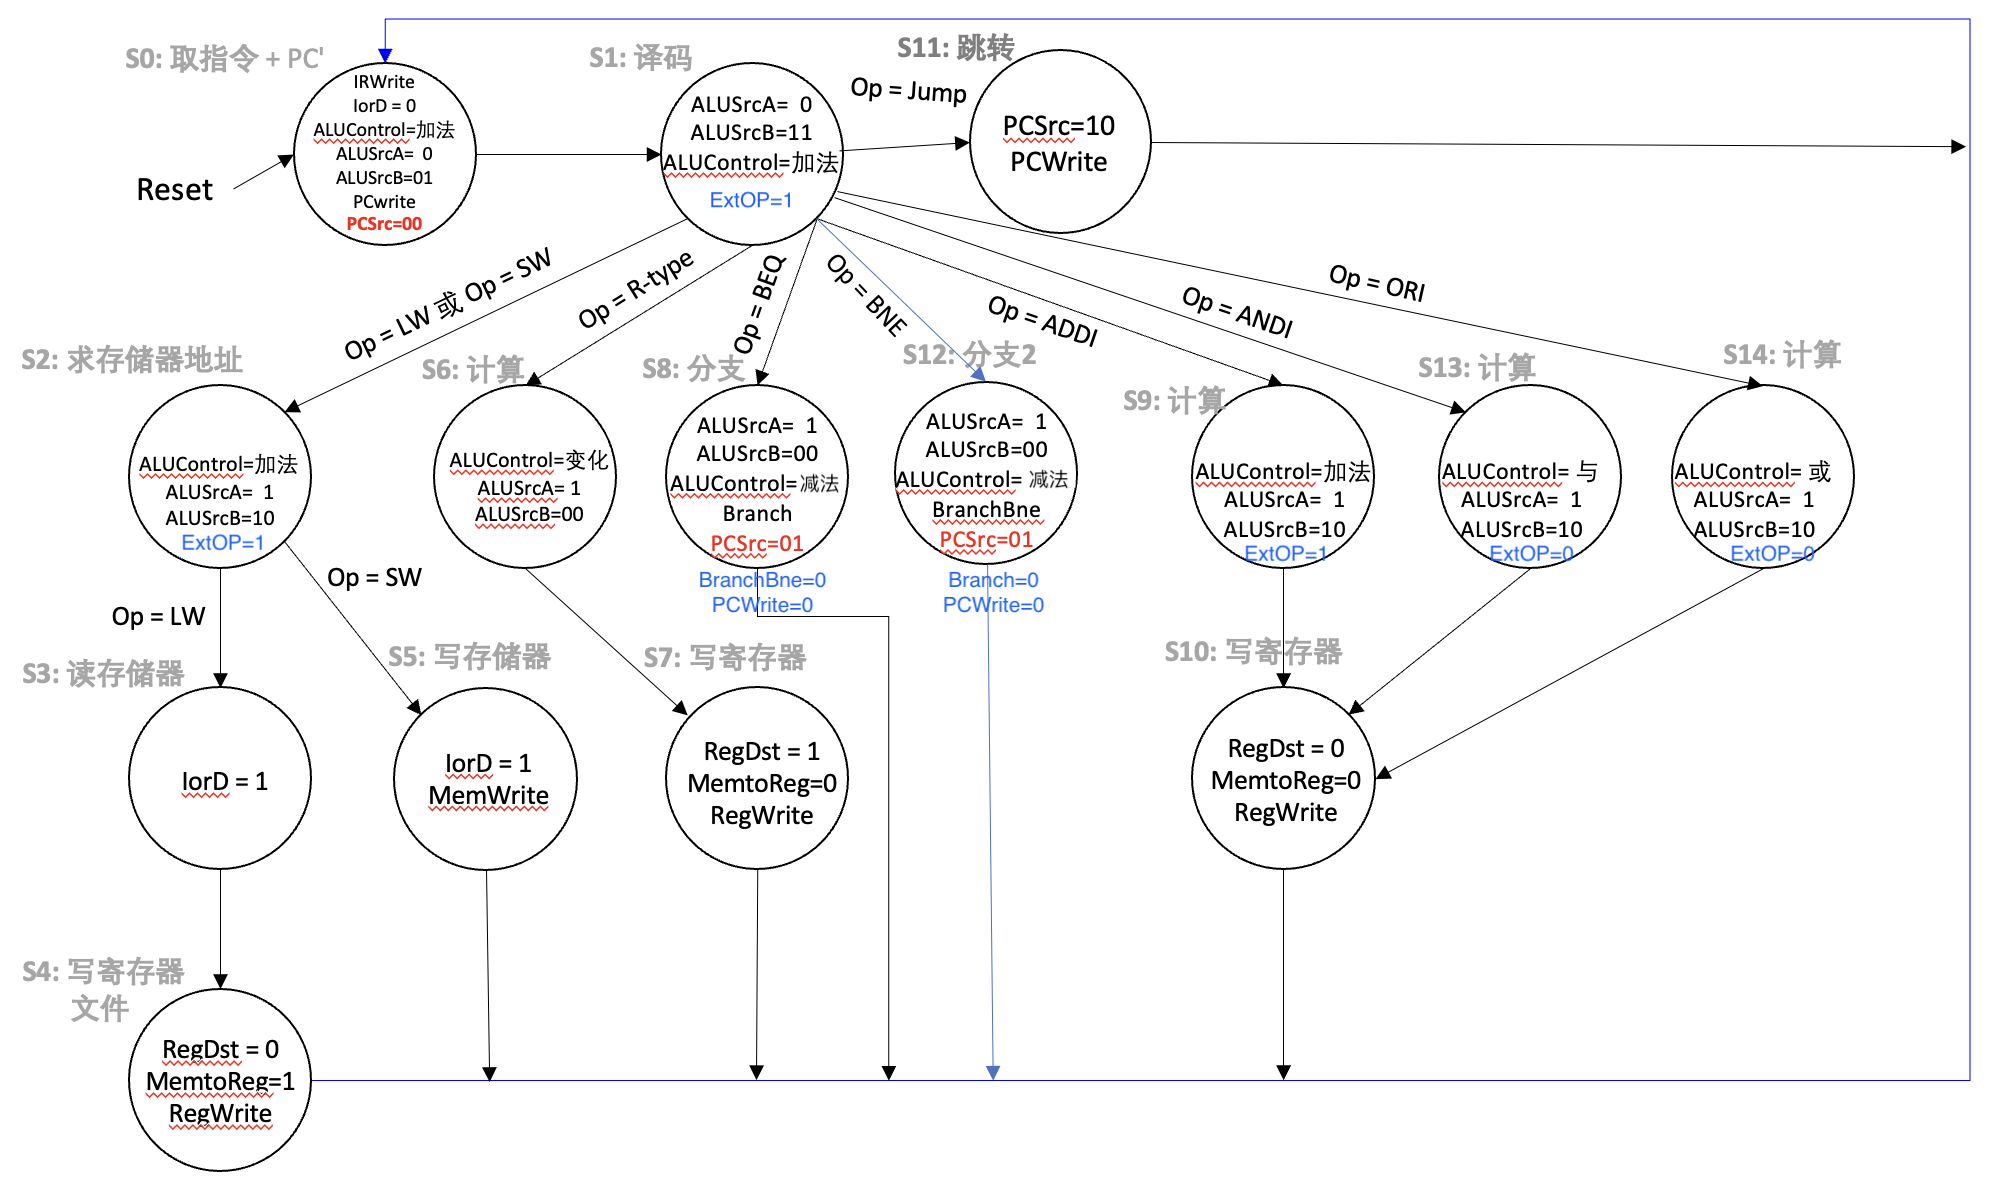 S0: 取指令 + PC'
IRWrite
IorD = 0
ALUControl=加法
ALUSrcA=  0
ALUSrcB=01
PCwrite
PCSrc=00
Reset
S1: 译码
ALUSrcA=  0
ALUSrcB=11
ALUControl=加法
ExtOP=1
Op = Jump
S11: 跳转
PCSrc=10
PCWrite
Op = LW 或 Op = SW
Op = R-type
Op = BEQ
Op = BNE
Op = ADDI
Op = ANDI
Op = ORI
S2: 求存储器地址
ALUControl=加法
ALUSrcA=  1
ALUSrcB=10
ExtOP=1
S6: 计算
ALUControl=变化
ALUSrcA= 1
ALUSrcB=00
S8: 分支
ALUSrcA=  1
ALUSrcB=00
ALUControl= 减法
Branch
PCSrc=01
BranchBne=0
PCWrite=0
S12: 分支2
ALUSrcA=  1
ALUSrcB=00
ALUControl= 减法
BranchBne
PCSrc=01
Branch=0
PCWrite=0
S9: 计算
ALUControl=加法
ALUSrcA=  1
ALUSrcB=10
ExtOP=1
S13: 计算
ALUControl= 与
ALUSrcA=  1
ALUSrcB=10
ExtOP=0
S14: 计算
ALUControl= 或
ALUSrcA=  1
ALUSrcB=10
ExtOP=0
Op = LW
Op = SW
S3: 读存储器
IorD = 1
S5: 写存储器
IorD = 1
MemWrite
S7: 写寄存器
RegDst = 1
MemtoReg=0
RegWrite
S10: 写寄存器
RegDst = 0
MemtoReg=0
RegWrite
S4: 写寄存器
文件
RegDst = 0
MemtoReg=1
RegWrite